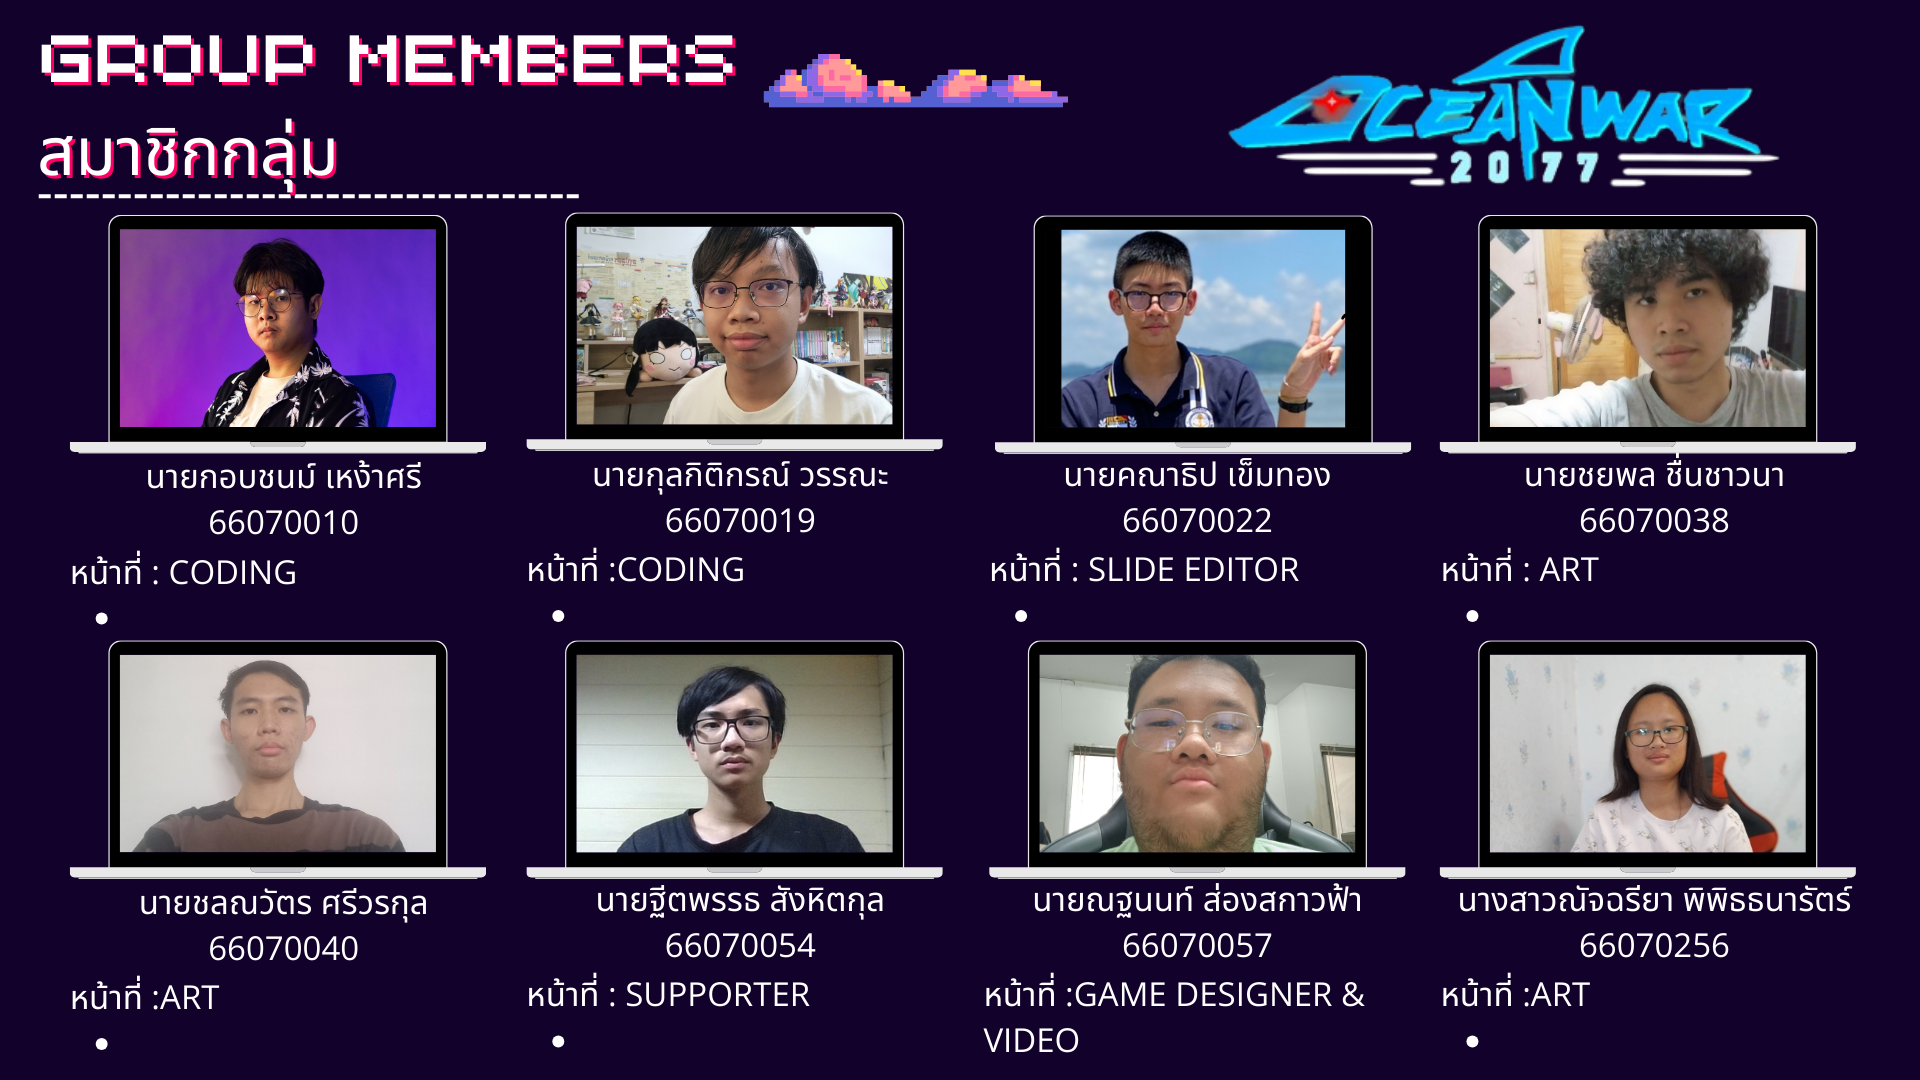 GROUP MEMBERS
OCEANWAR
2077
สมาชิกกลุ่ม
นายกอบชนม์ เหง้าศรี
66070010
หน้าที่ : CODING
นายกุลกิติกรณ์ วรรณะ
66070019
หน้าที่ :CODING
นายคณาธิป เข็มทอง
66070022
หน้าที่ : SLIDE EDITOR
นายชยพล ชื่นชาวนา
66070038
หน้าที่ : ART
นายชลณวัตร ศรีวรกุล
66070040
หน้าที่ :ART
นายฐีตพรรธ สังหิตกุล
66070054
หน้าที่ : SUPPORTER
นายณฐนนท์ ส่องสกาวฟ้า
66070057
หน้าที่ :GAME DESIGNER &
VIDEO
นางสาวณัจฉรียา พิพิธธนารัตร์
66070256
หน้าที่ :ART